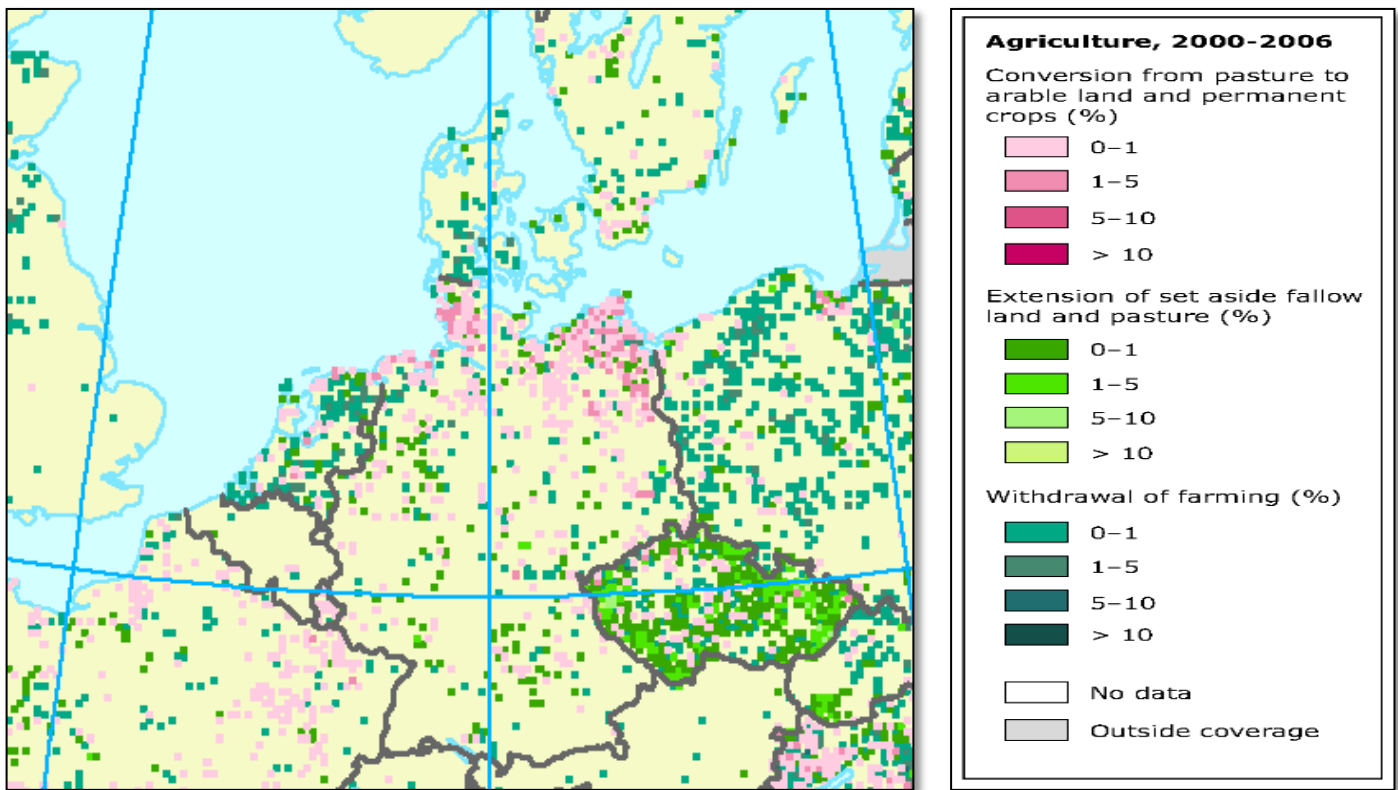 Agriculture, 2000-2006
Conversion from pasture to
arable land and permanent
crops (%)
0–1
1–5
5–10
> 10
Extension of set aside fallow
land and pasture (%)
0–1
1–5
5–10
> 10
Withdrawal of farming (%)
0–1
1–5
5–10
> 10
No data
Outside coverage